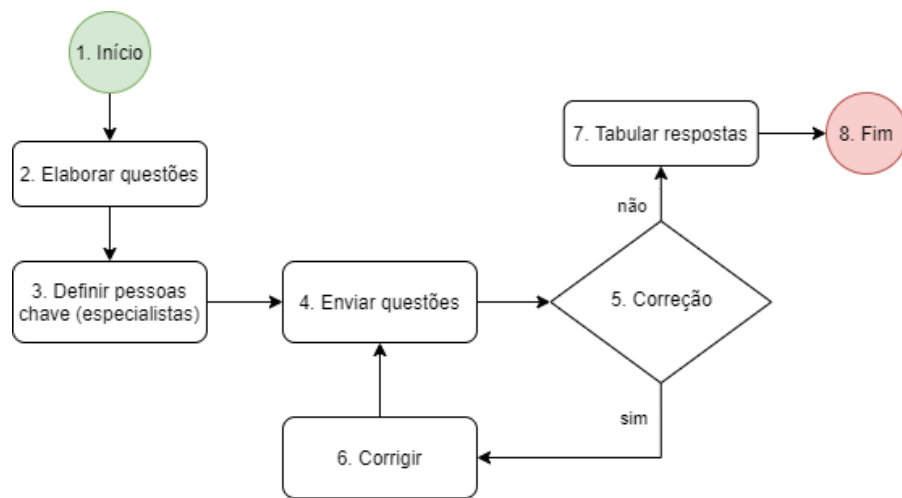 1. Início
2. Elaborar questões
3. Definir pessoas
chave (especialistas)
4. Enviar questões
5. Correção
sim
6. Corrigir
não
7. Tabular respostas
8. Fim